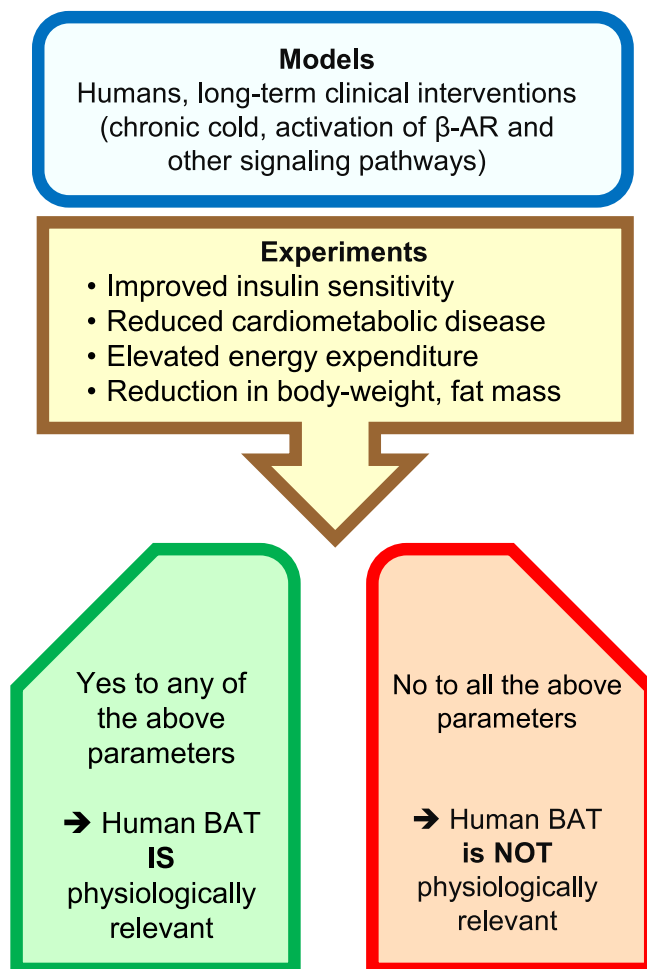 Models
Humans, long-term clinical interventions
(chronic cold, activation of β-AR and
other signaling pathways)
Experiments
• Improved insulin sensitivity
• Reduced cardiometabolic disease
• Elevated energy expenditure
• Reduction in body-weight, fat mass
Yes to any of
the above
parameters
➔ Human BAT
IS
physiologically
relevant
No to all the above
parameters
➔ Human BAT
is NOT
physiologically
relevant